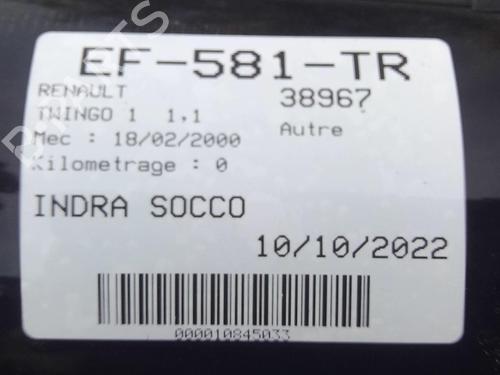 EF-581-TR
RENAULT 38967
TWINGO 1 1,1
Mec : 18/02/2000 Autre
Kilometrage : 0
INDRA SOCCO
10/10/2022
000010845033